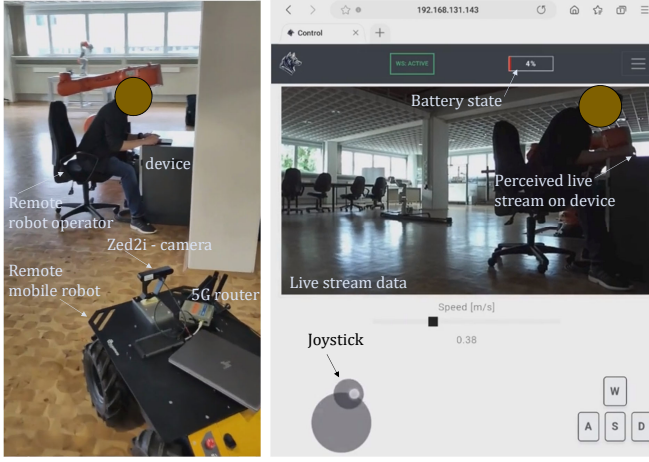 device
Remote
robot operator
Zed2i - camera
Remote
mobile robot
5G router
192.168.131.143
Control
WS: ACTIVE
4%
Battery state
Perceived live
stream on device
Live stream data
Speed [m/s]
0.38
Joystick
W
A S D